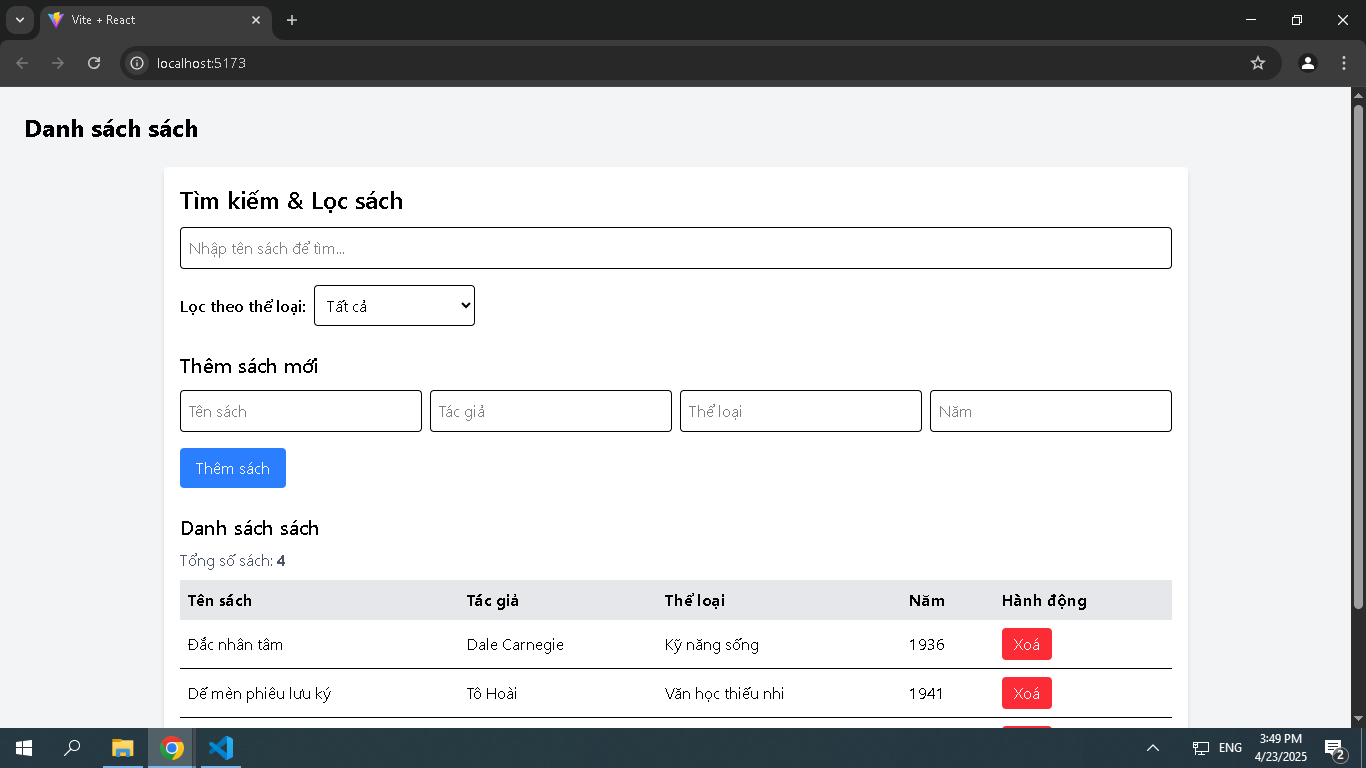 Vite + React
localhost:5173
Danh sách sách
Tìm kiếm & Lọc sách
Nhập tên sách để tìm...
Lọc theo thể loại: Tất cả
Thêm sách mới
Tên sách Tác giả Thể loại Năm
Thêm sách
Danh sách sách
Tổng số sách: 4
Tên sách Tác giả Thể loại Năm Hành động
Đắc nhân tâm Dale Carnegie Kỹ năng sống 1936 Xoá
Dế mèn phiêu lưu ký Tô Hoài Văn học thiếu nhi 1941 Xoá
ENG
3:49 PM
4/23/2025
2